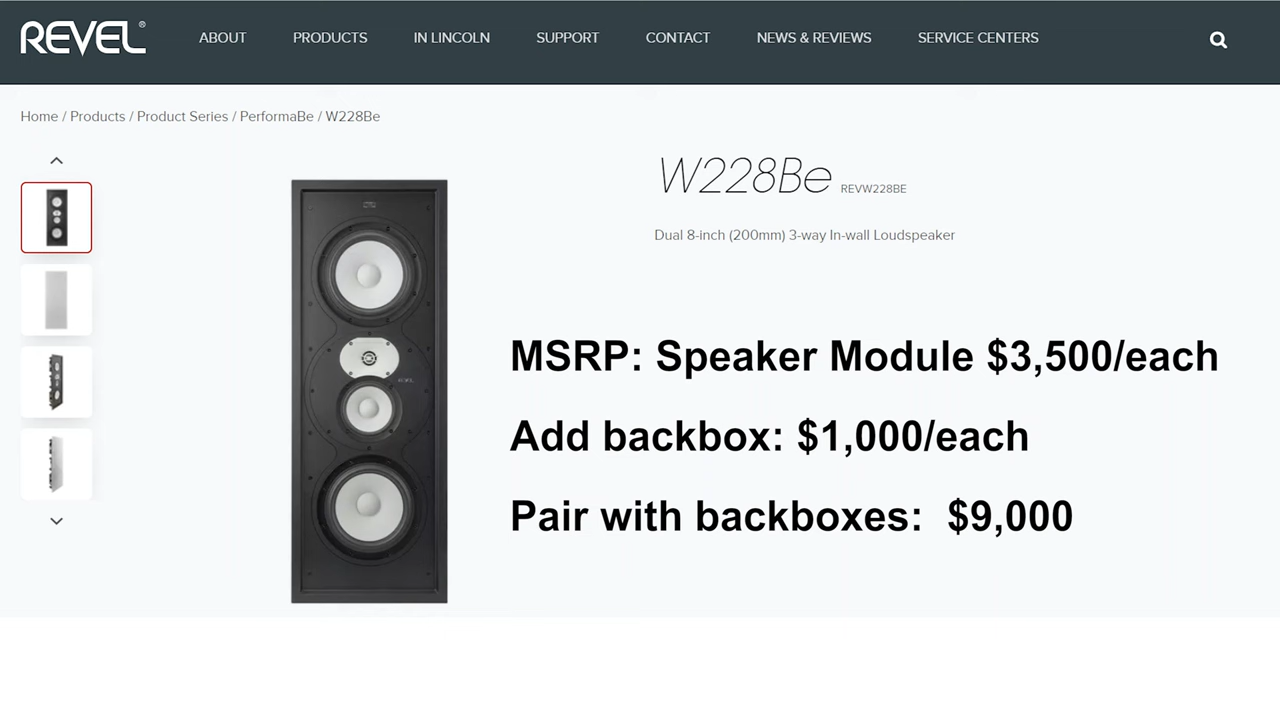 REVEL®
ABOUT PRODUCTS IN LINCOLN SUPPORT CONTACT NEWS & REVIEWS SERVICE CENTERS
Home / Products / Product Series / PerformaBe / W228Be
W228Be REVW228BE
Dual 8-inch (200mm) 3-way In-wall Loudspeaker
MSRP: Speaker Module $3,500/each
Add backbox: $1,000/each
Pair with backboxes: $9,000